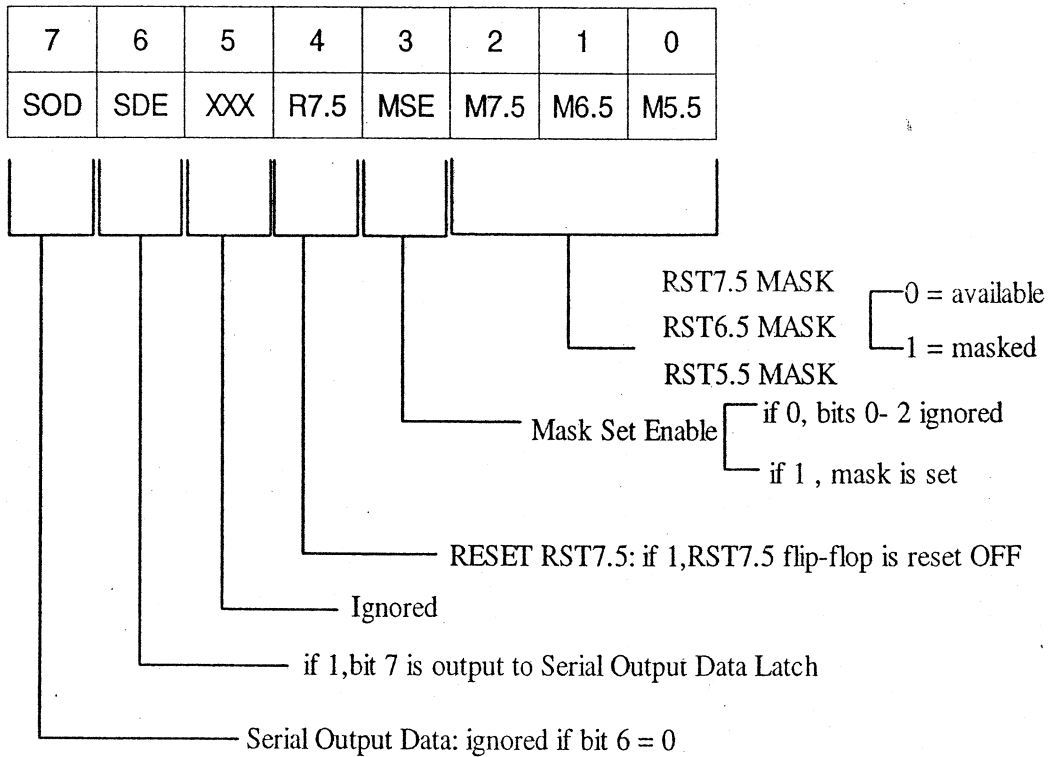 7 6 5 4 3 2 1 0
SOD SDE XXX R7.5 MSE M7.5 M6.5 M5.5
RST7.5 MASK
0 = available
RST6.5 MASK
1 = masked
RST5.5 MASK
if 0, bits 0- 2 ignored
Mask Set Enable
if 1 , mask is set
RESET RST7.5: if 1,RST7.5 flip-flop is reset OFF
Ignored
if 1,bit 7 is output to Serial Output Data Latch
Serial Output Data: ignored if bit 6 = 0